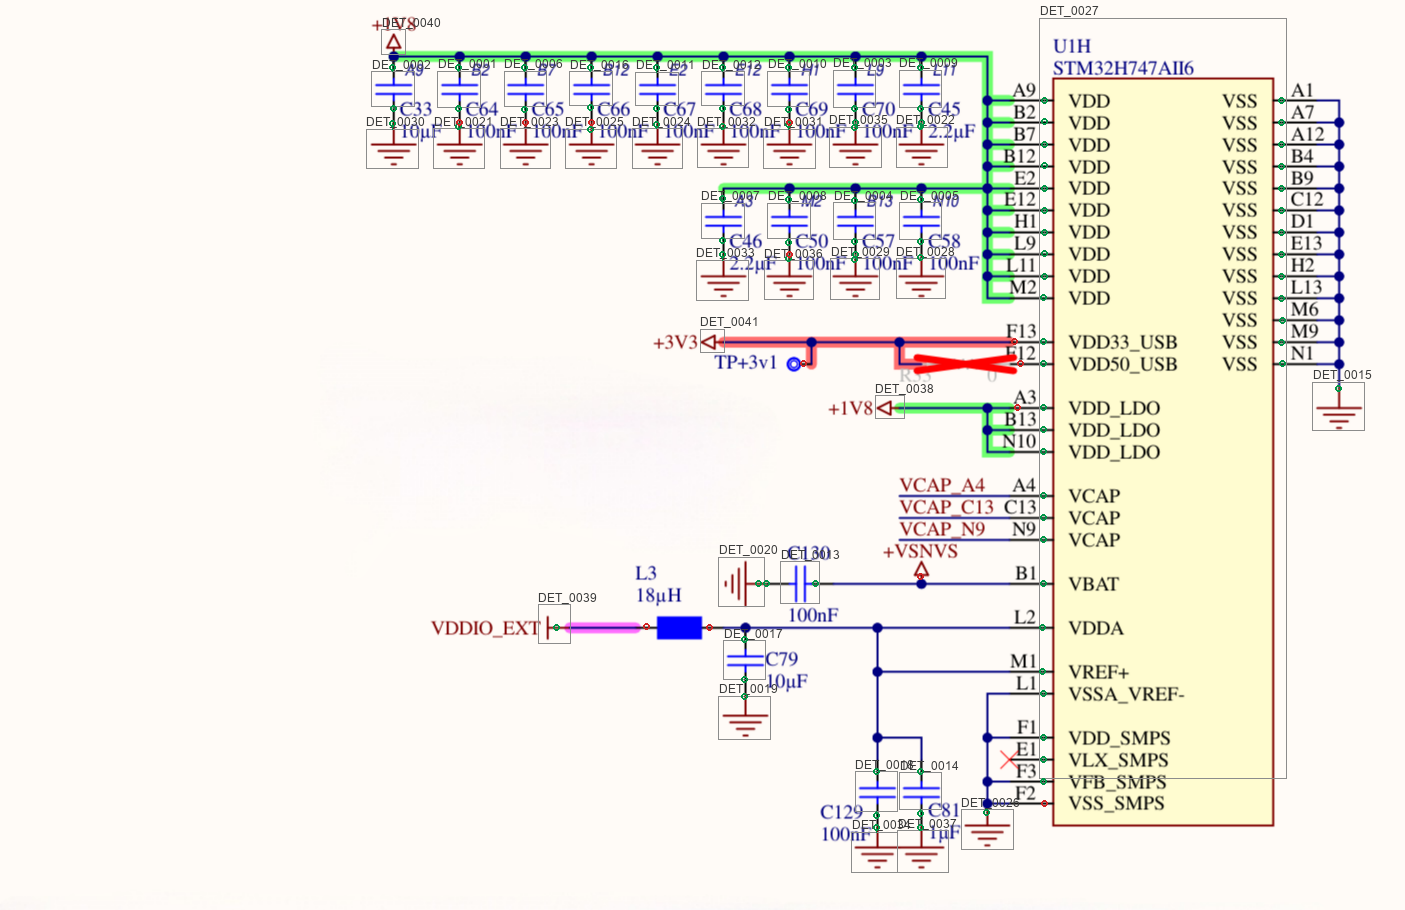 DET_0027
+1V8
DET_0040
U1H
STM32H747AII6
DET_0002 DET_0001 DET_0006 DET_0016 DET_0011 DET_0012 DET_0010 DET_0003 DET_0009
A9 B2 B7 B12 E2 E12 H1 L9 L11
C33 C64 C65 C66 C67 C68 C69 C70 C45
DET_0030 DET_0021 DET_0023 DET_0025 DET_0024 DET_0032 DET_0031 DET_0035 DET_0022
10µF 100nF 100nF 100nF 100nF 100nF 100nF 100nF 2.2µF
A9 VDD VSS A1
B2 VDD VSS A7
B7 VDD VSS A12
B12 VDD VSS B4
E2 VDD VSS B9
E12 VDD VSS C12
H1 VDD VSS D1
L9 VDD VSS E13
L11 VDD VSS H2
M2 VDD VSS L13
VSS M6
DET_0007 DET_0008 DET_0004 DET_0005
A3 M2 B13 N10
C46 C50 C57 C58
DET_0033 DET_0036 DET_0029 DET_0028
2.2µF 100nF 100nF 100nF
DET_0041
+3V3 F13 VDD33_USB VSS M9
TP+3v1 VDD50_USB VSS N1
R53 0
DET_0015
DET_0038
+1V8 A3 VDD_LDO
B13 VDD_LDO
N10 VDD_LDO
VCAP_A4 A4 VCAP
VCAP_C13 C13 VCAP
VCAP_N9 N9 VCAP
DET_0020 C130 DET_0013 +VSNVS
B1 VBAT
100nF
L3
18µH
DET_0039
VDDIO_EXT L2 VDDA
DET_0017
C79
10µF
DET_0019
M1 VREF+
L1 VSSA_VREF-
F1 VDD_SMPS
E1 VLX_SMPS
F3 VFB_SMPS
F2 VSS_SMPS
DET_0014
DET_0026
C129 C81
100nF 1µF
DET_0034 DET_0037